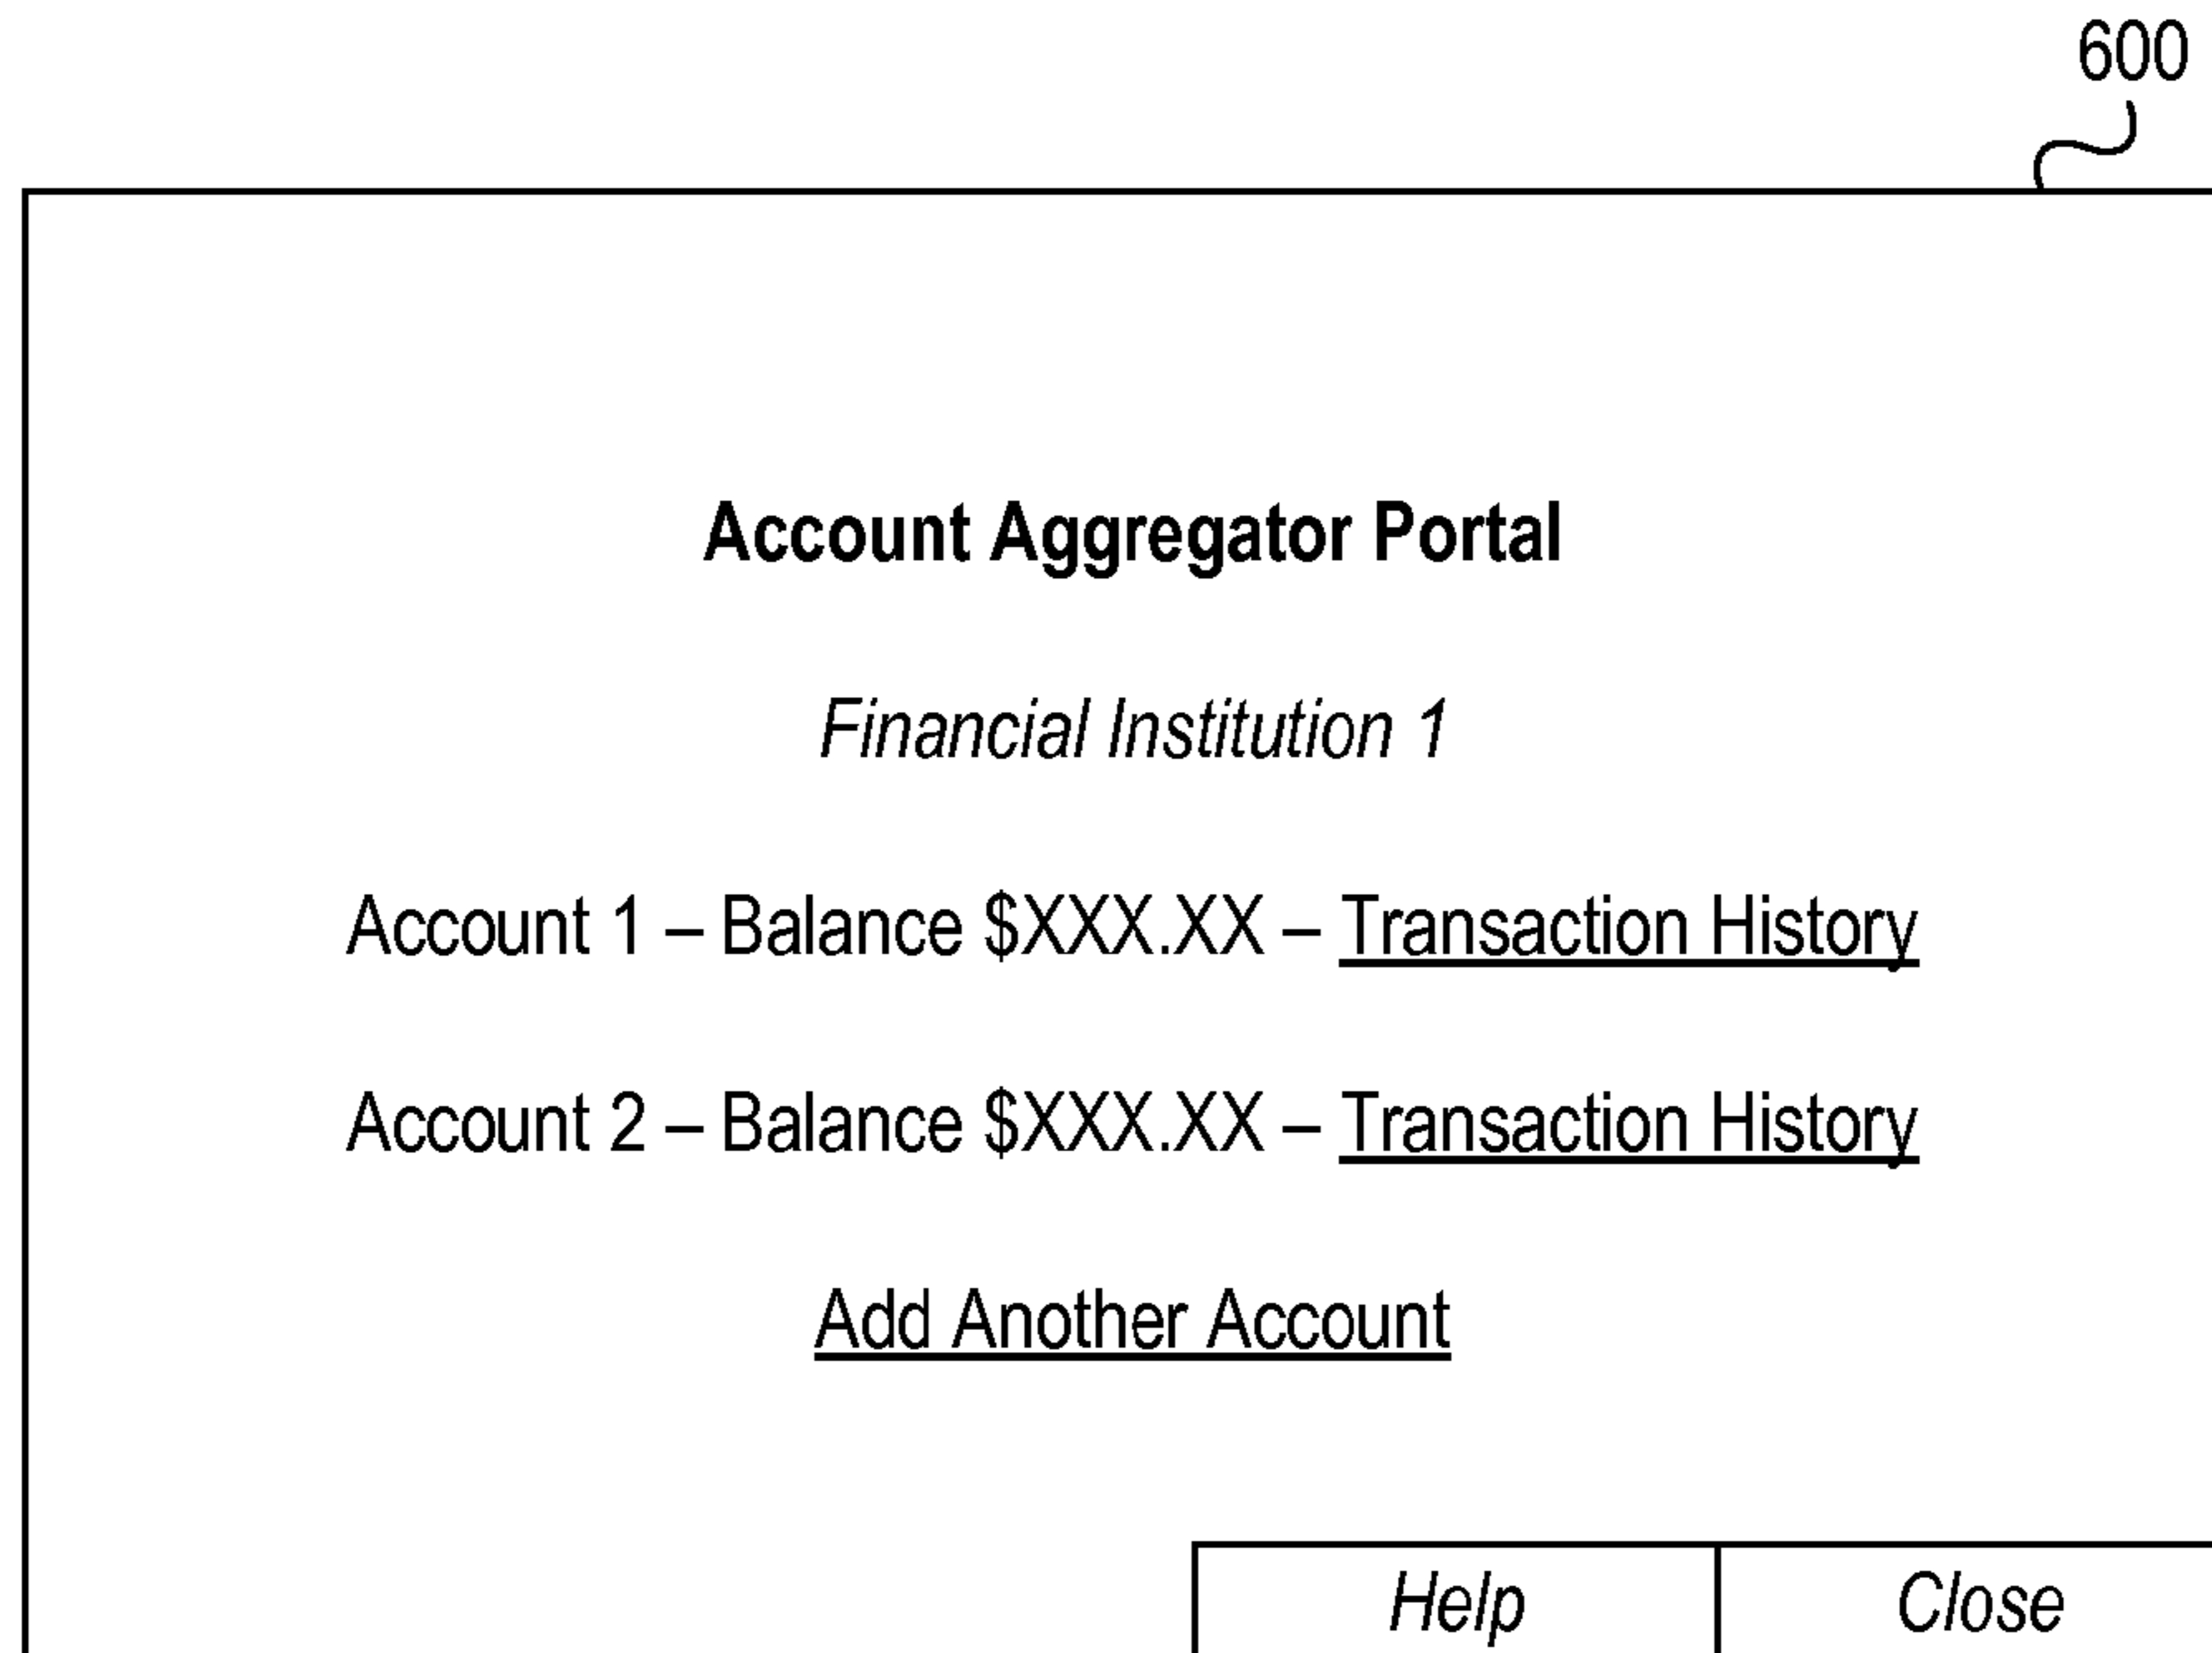 600
Account Aggregator Portal
Financial Institution 1
Account 1 – Balance $XXX.XX – Transaction History
Account 2 – Balance $XXX.XX – Transaction History
Add Another Account
Help Close